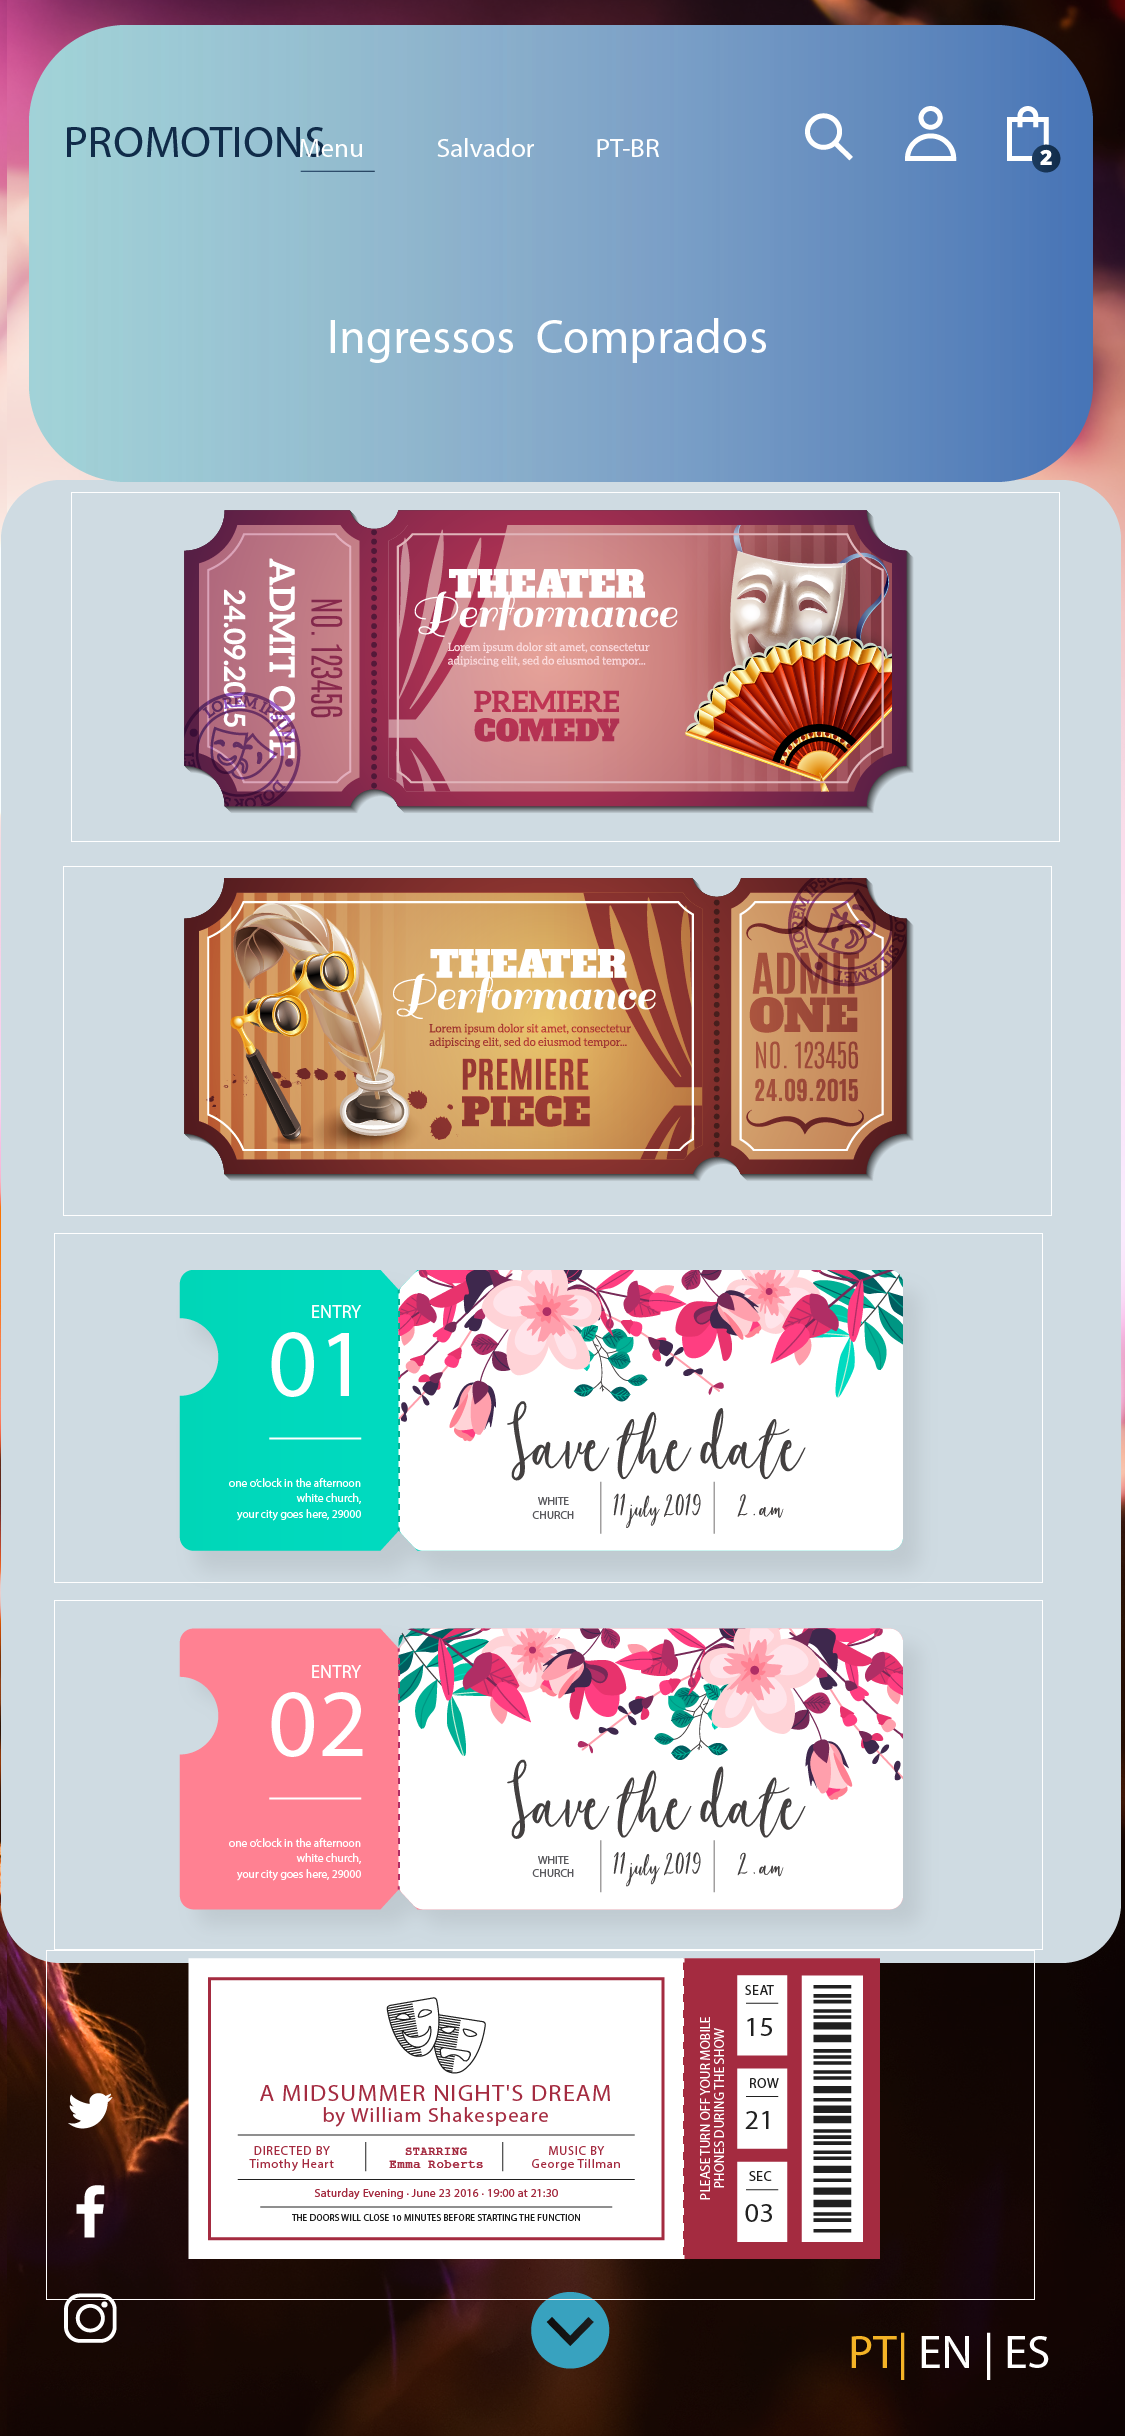 PROMOTIONS
Menu
Salvador
PT-BR
2
Ingressos Comprados
ADMIT ONE
24.09.2015
NO. 123456
LOREM IPSUM
DOLOR
THEATER
Performance
Lorem ipsum dolor sit amet, consectetur
adipiscing elit, sed do eiusmod tempor...
PREMIERE
COMEDY
THEATER
Performance
Lorem ipsum dolor sit amet, consectetur
adipiscing elit, sed do eiusmod tempor...
PREMIERE
PIECE
LOREM IPSUM
OR SIT AMET
ADMIT
ONE
NO. 123456
24.09.2015
ENTRY
01
one o'clock in the afternoon
white church,
your city goes here, 29000
Save the date
WHITE
CHURCH
11 july 2019
2 . am
ENTRY
02
one o'clock in the afternoon
white church,
your city goes here, 29000
Save the date
WHITE
CHURCH
11 july 2019
2 . am
A MIDSUMMER NIGHT'S DREAM
by William Shakespeare
DIRECTED BY
Timothy Heart
STARRING
Emma Roberts
MUSIC BY
George Tillman
Saturday Evening · June 23 2016 · 19:00 at 21:30
THE DOORS WILL CLOSE 10 MINUTES BEFORE STARTING THE FUNCTION
PLEASE TURN OFF YOUR MOBILE
PHONES DURING THE SHOW
SEAT
15
ROW
21
SEC
03
PT| EN | ES